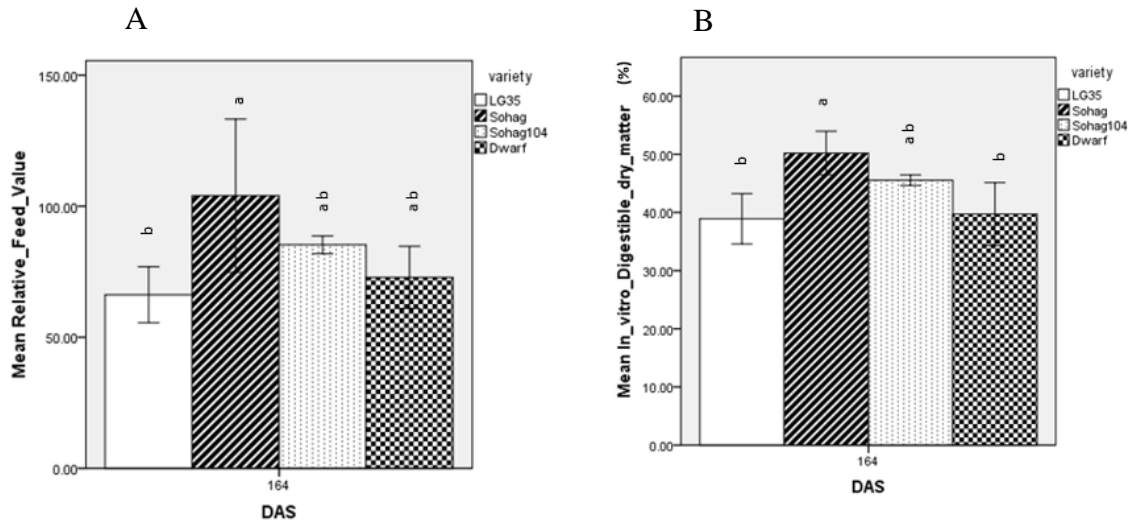 A
Mean Relative_Feed_Value
150.00
100.00
50.00
0.00
b
a
a b
a b
164
DAS
variety
LG35
Sohag
Sohag104
Dwarf
B
Mean In_vitro_Digestible_dry_matter (%)
60.00
50.00
40.00
30.00
20.00
10.00
0.00
b
a
a b
b
164
DAS
variety
LG35
Sohag
Sohag104
Dwarf